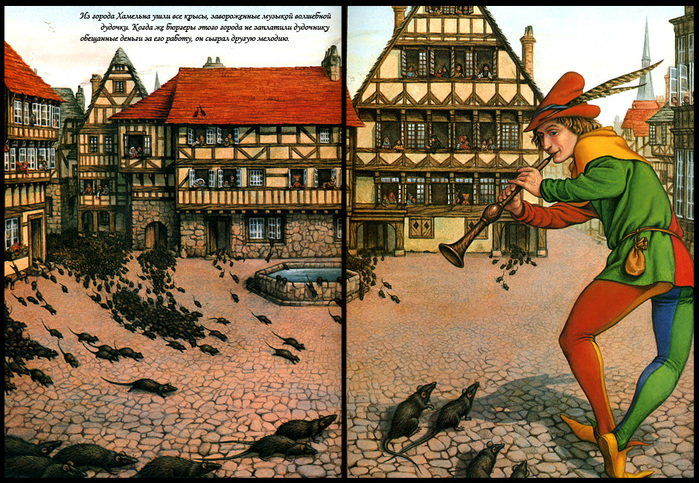 Из города Хамельна ушли все крысы, завороженные музыкой волшебной
дудочки. Когда же бюргеры этого города не заплатили дудочнику
обещанные деньги за его работу, он сыграл другую мелодию.